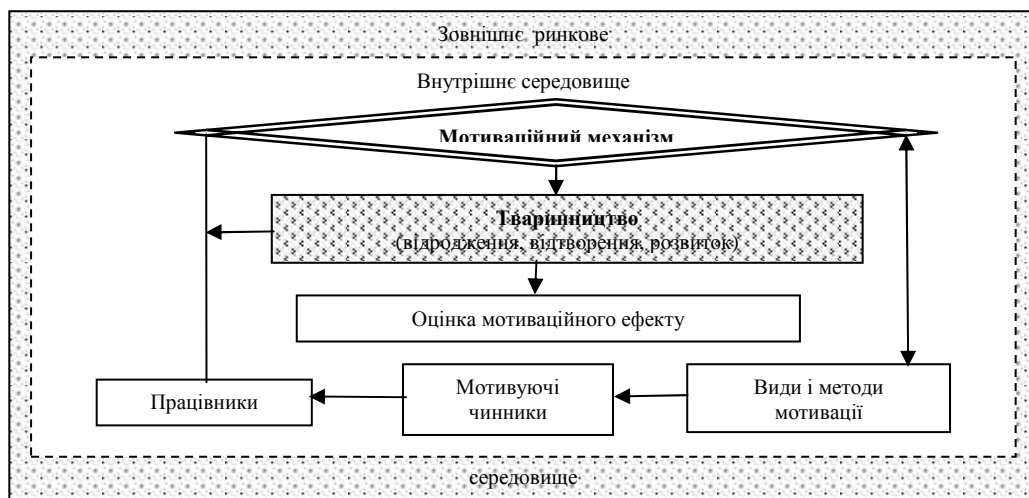 Зовнішнє ринкове
Внутрішнє середовище
Мотиваційний механізм
Тваринництво
(відродження, відтворення, розвиток)
Оцінка мотиваційного ефекту
Працівники
Мотивуючі
чинники
Види і методи
мотивації
середовище